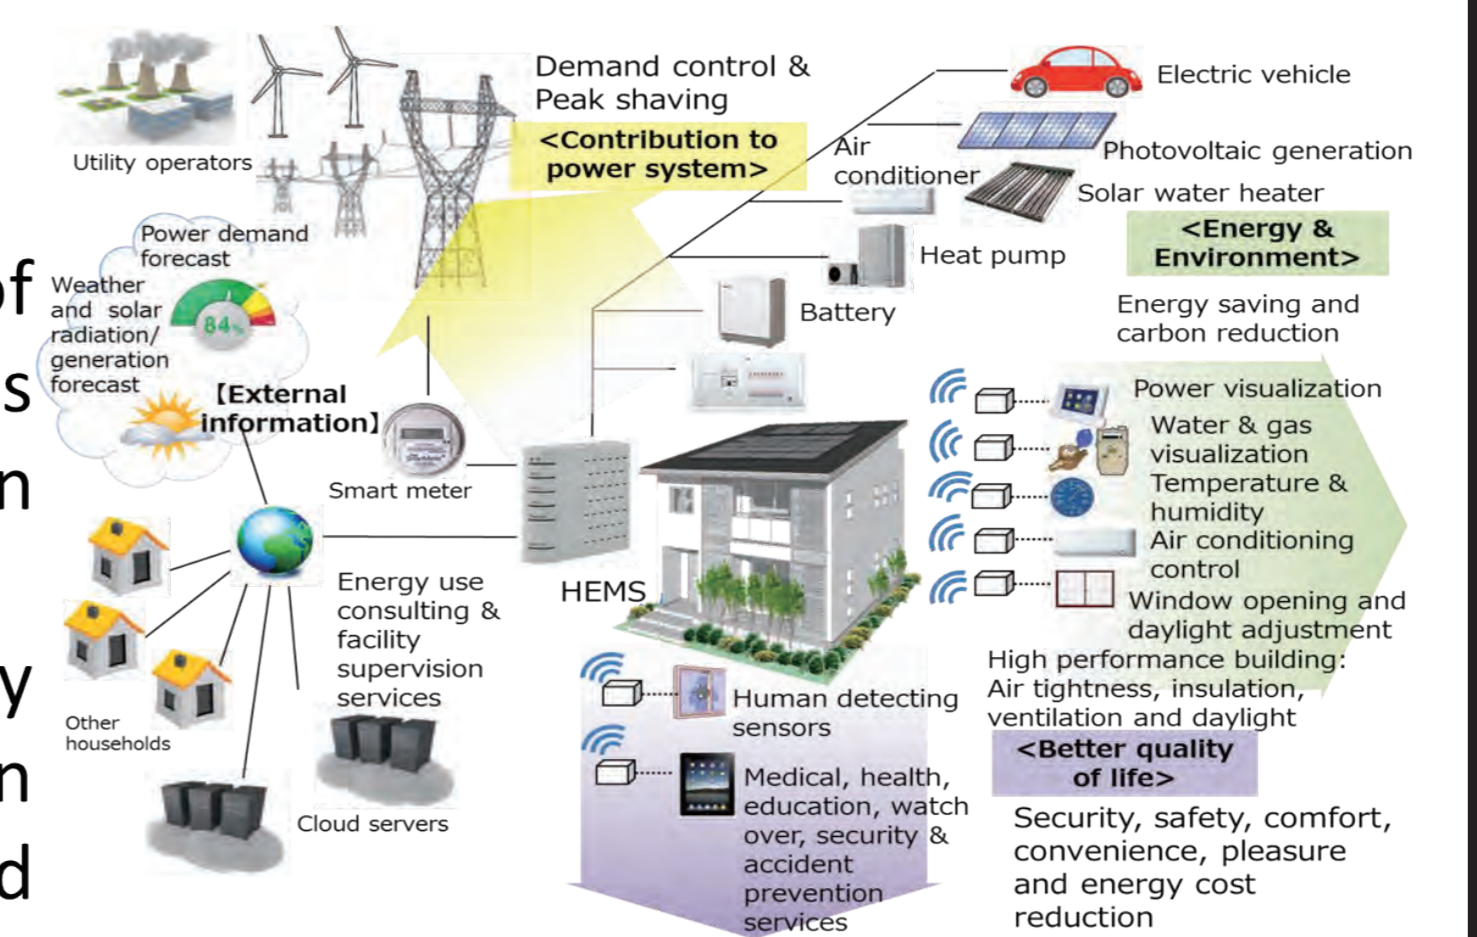 of
s
n
y
n
d
Utility operators
Demand control &
Peak shaving
<Contribution to
power system>
Electric vehicle
Photovoltaic generation
Air
conditioner
Solar water heater
Heat pump
Battery
<Energy &
Environment>
Energy saving and
carbon reduction
Power demand
forecast
Weather
and solar
radiation/
generation
forecast
84%
【External
information】
Smart meter
HEMS
Power visualization
Water & gas
visualization
Temperature &
humidity
Air conditioning
control
Window opening and
daylight adjustment
High performance building:
Air tightness, insulation,
ventilation and daylight
Other
households
Energy use
consulting &
facility
supervision
services
Cloud servers
Human detecting
sensors
Medical, health,
education, watch
over, security &
accident
prevention
services
<Better quality
of life>
Security, safety, comfort,
convenience, pleasure
and energy cost
reduction